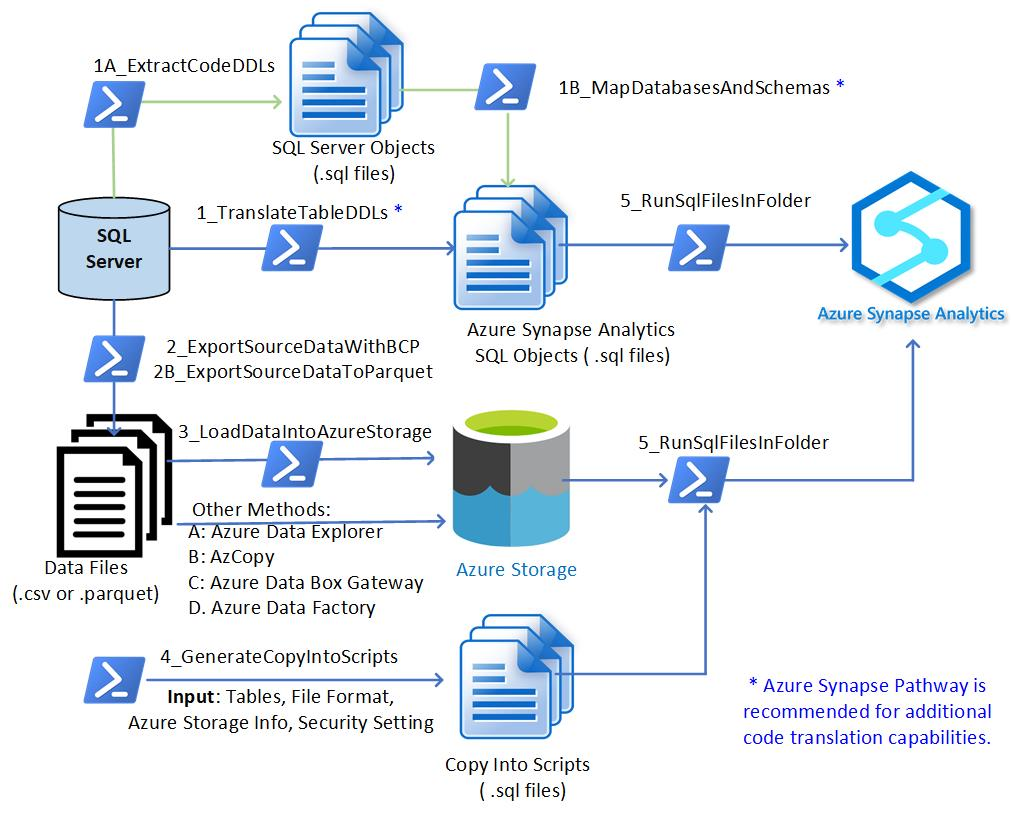 1A_ExtractCodeDDLs
1B_MapDatabasesAndSchemas *
SQL Server Objects
(.sql files)
SQL
Server
1_TranslateTableDDLs *
5_RunSqlFilesInFolder
Azure Synapse Analytics
Azure Synapse Analytics
SQL Objects ( .sql files)
2_ExportSourceDataWithBCP
2B_ExportSourceDataToParquet
3_LoadDataIntoAzureStorage
5_RunSqlFilesInFolder
Other Methods:
A: Azure Data Explorer
B: AzCopy
C: Azure Data Box Gateway
D. Azure Data Factory
Data Files
(.csv or .parquet)
Azure Storage
4_GenerateCopyIntoScripts
Input: Tables, File Format,
Azure Storage Info, Security Setting
Copy Into Scripts
( .sql files)
* Azure Synapse Pathway is
recommended for additional
code translation capabilities.